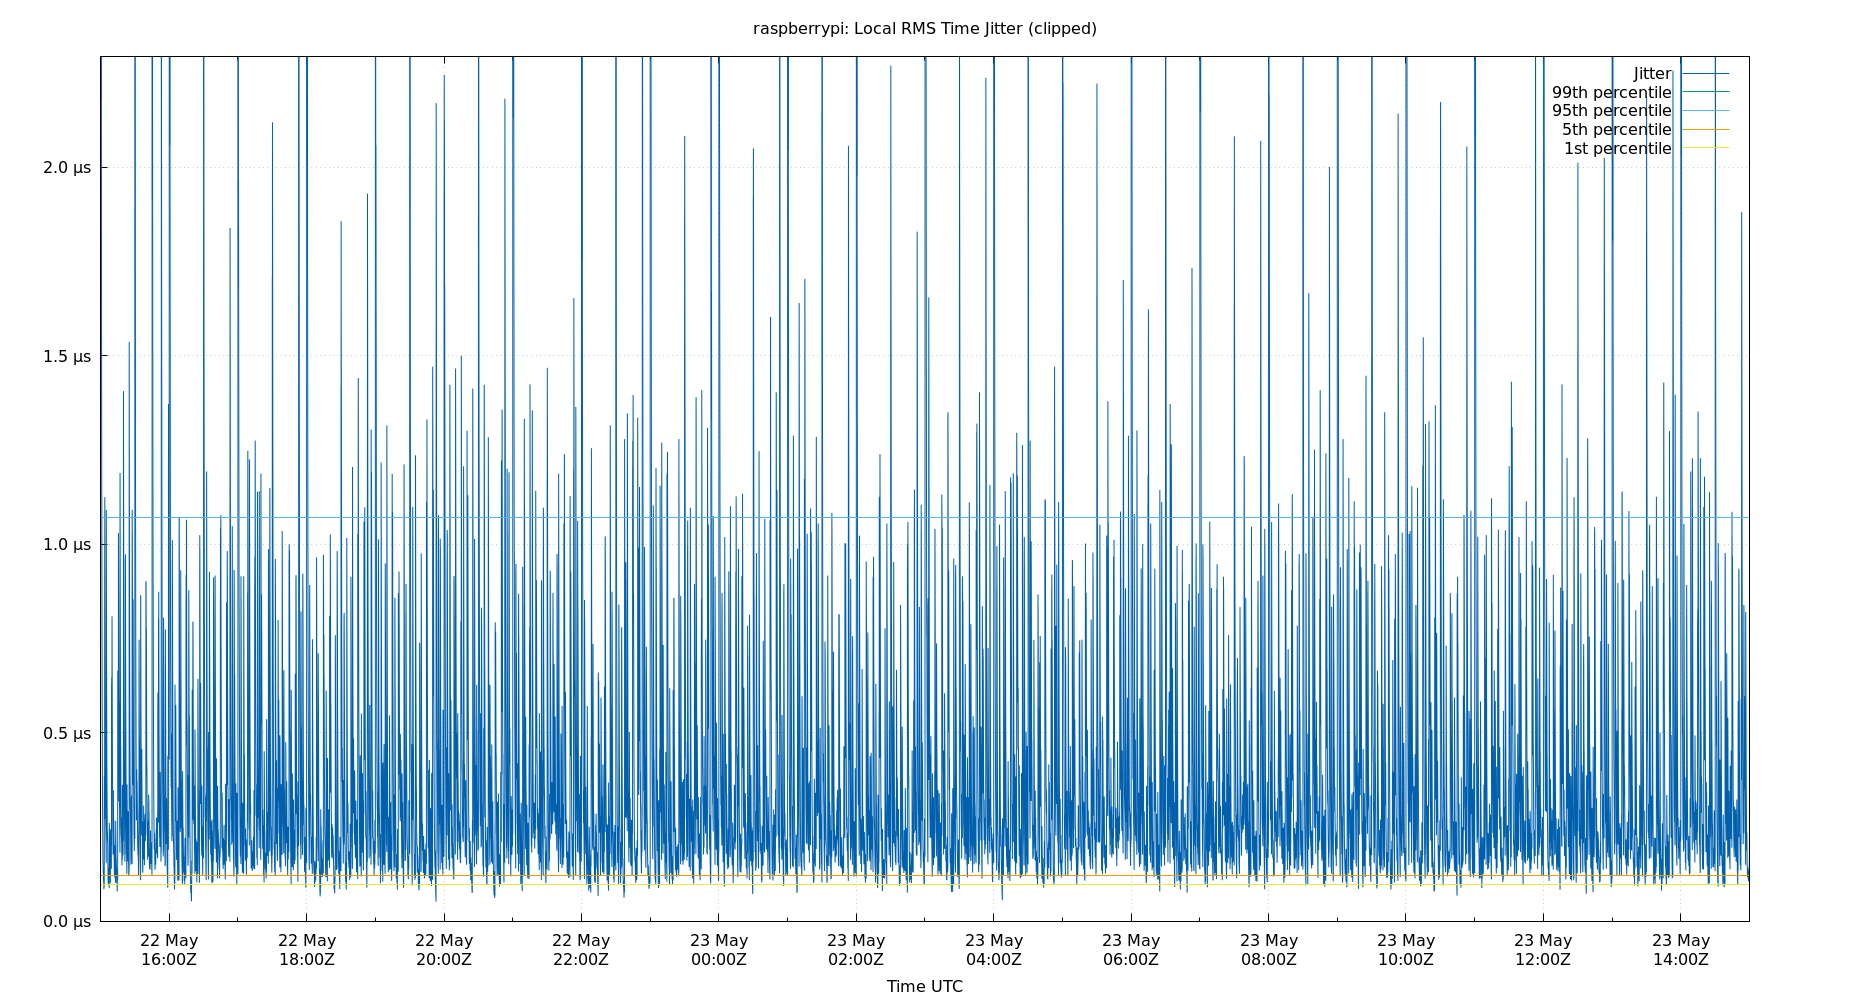 raspberrypi: Local RMS Time Jitter (clipped)
Jitter
99th percentile
95th percentile
5th percentile
1st percentile
2.0 µs
1.5 µs
1.0 µs
0.5 µs
0.0 µs
22 May 22 May 22 May 22 May 23 May 23 May 23 May 23 May 23 May 23 May 23 May 23 May
16:00Z 18:00Z 20:00Z 22:00Z 00:00Z 02:00Z 04:00Z 06:00Z 08:00Z 10:00Z 12:00Z 14:00Z
Time UTC